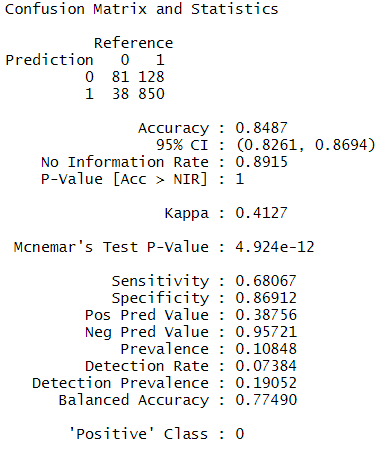 Confusion Matrix and Statistics
Reference
Prediction 0 1
0 81 128
1 38 850
Accuracy : 0.8487
95% CI : (0.8261, 0.8694)
No Information Rate : 0.8915
P-Value [Acc > NIR] : 1
Kappa : 0.4127
Mcnemar's Test P-Value : 4.924e-12
Sensitivity : 0.68067
Specificity : 0.86912
Pos Pred Value : 0.38756
Neg Pred Value : 0.95721
Prevalence : 0.10848
Detection Rate : 0.07384
Detection Prevalence : 0.19052
Balanced Accuracy : 0.77490
'Positive' Class : 0